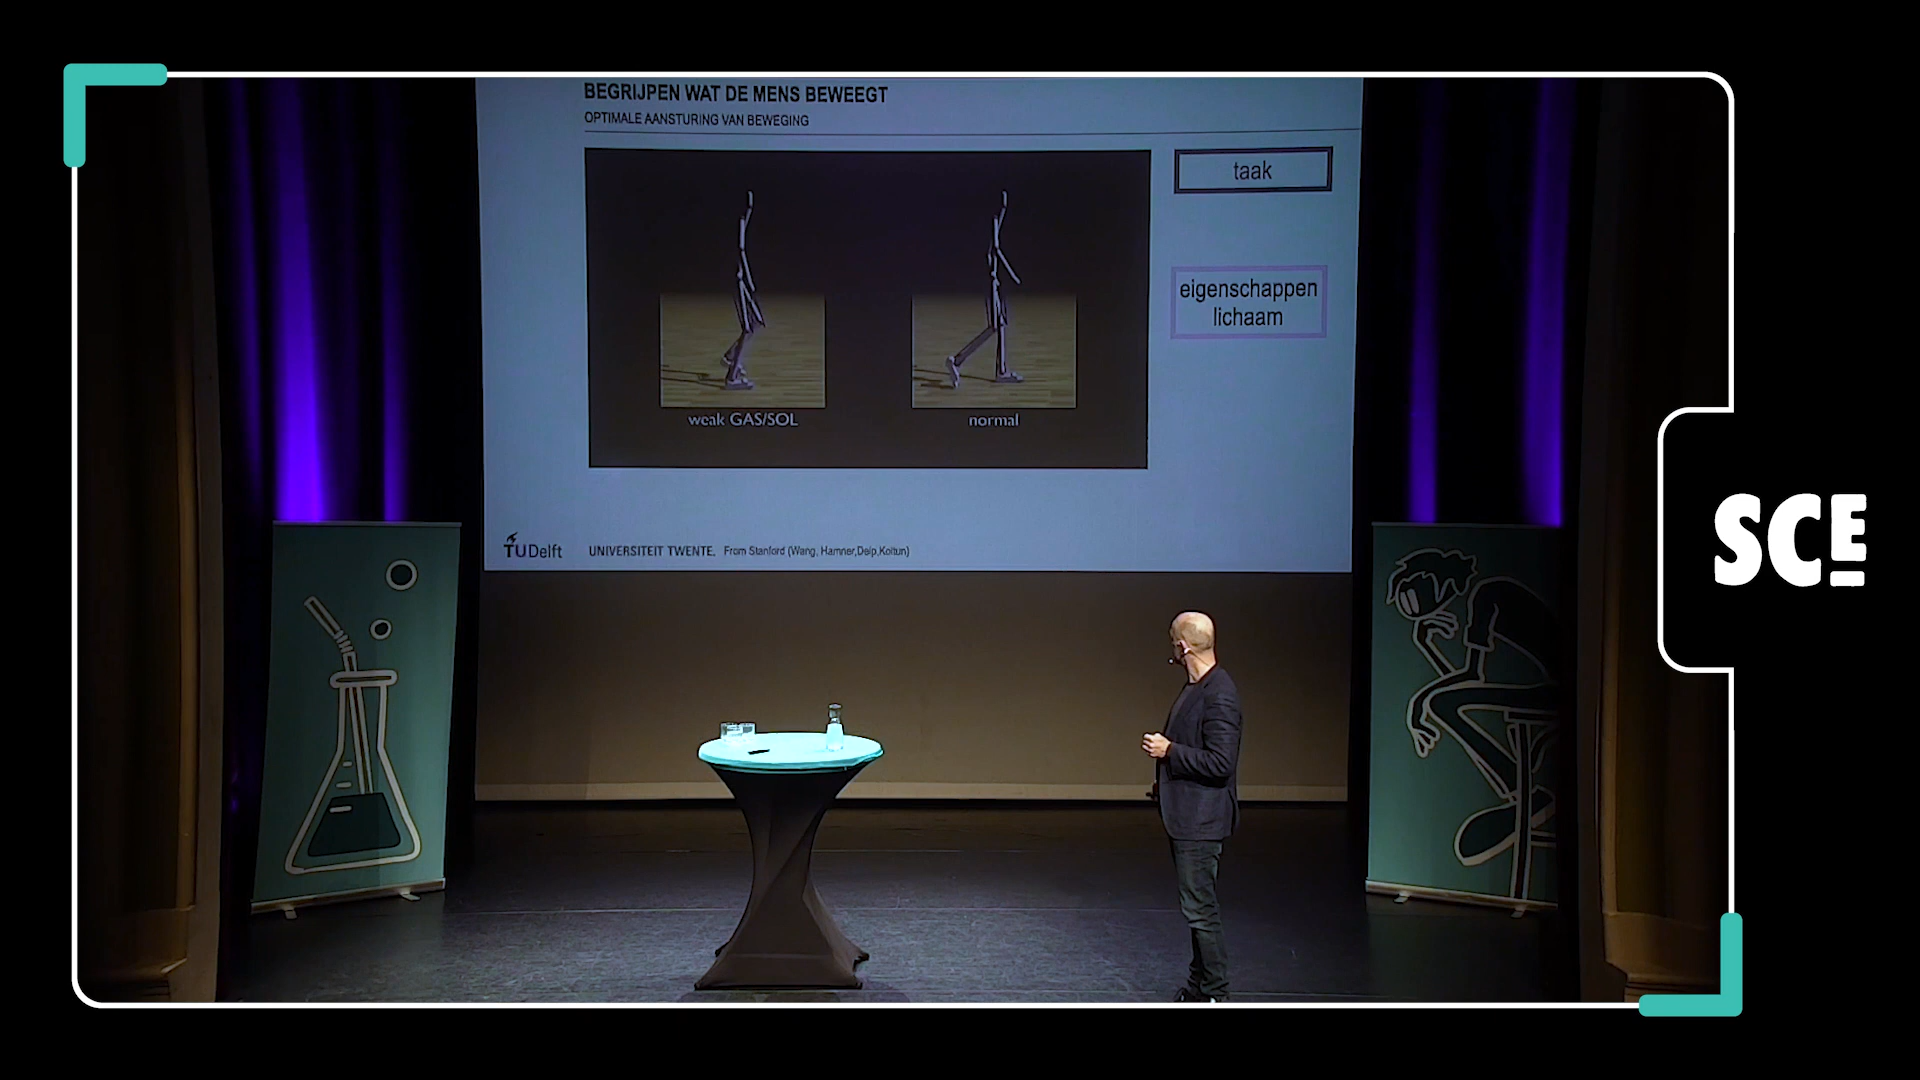 BEGRIJPEN WAT DE MENS BEWEEGT
OPTIMALE AANSTURING VAN BEWEGING
taak
eigenschappen
lichaam
weak GAS/SOL
normal
TUDelft
UNIVERSITEIT TWENTE. From Stanford (Wang, Hamner,Delp,Koltun)
SCE